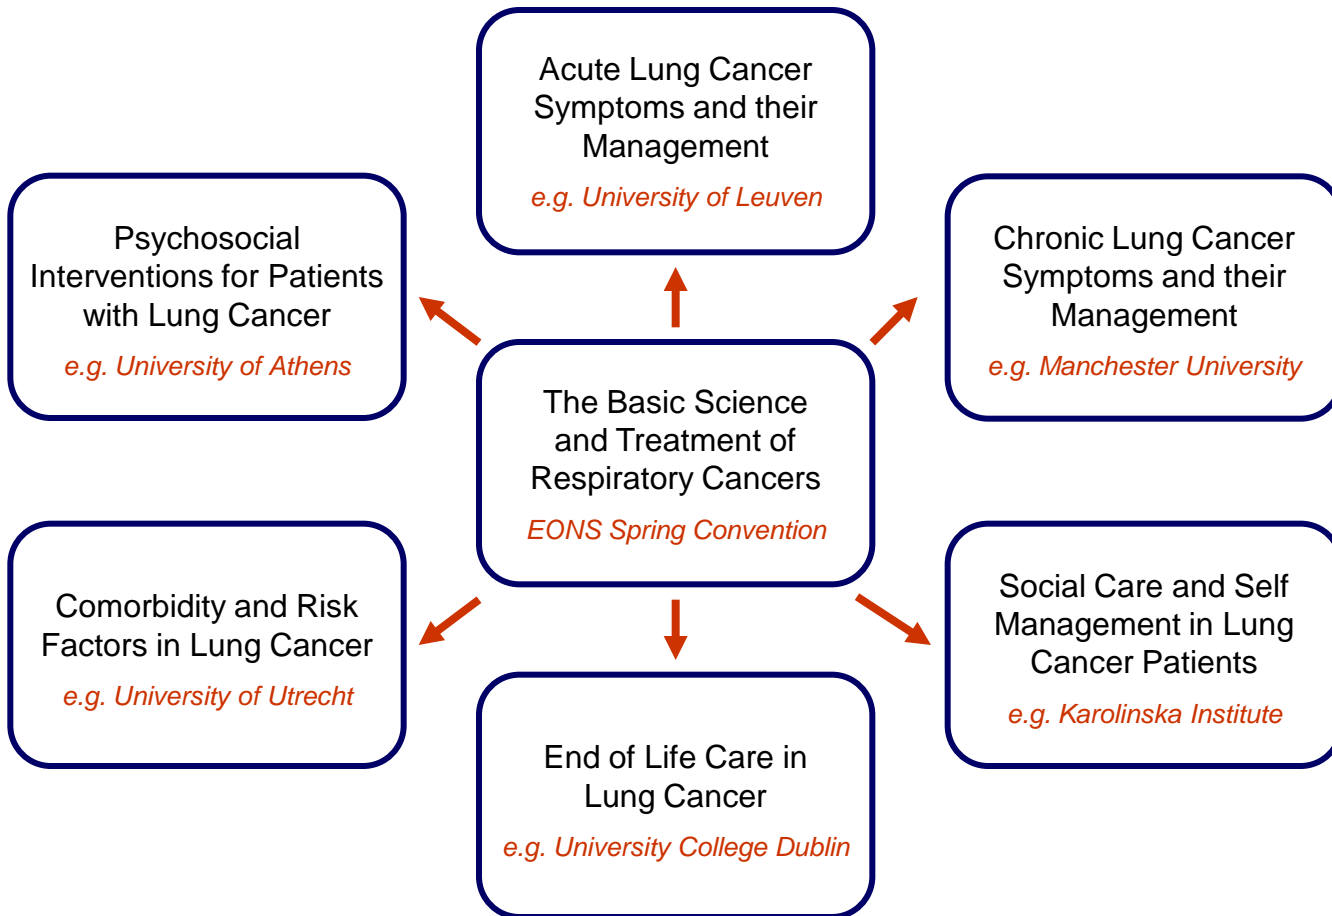 Acute Lung Cancer
Symptoms and their
Management
e.g. University of Leuven
Psychosocial
Interventions for Patients
with Lung Cancer
e.g. University of Athens
Chronic Lung Cancer
Symptoms and their
Management
e.g. Manchester University
The Basic Science
and Treatment of
Respiratory Cancers
EONS Spring Convention
Comorbidity and Risk
Factors in Lung Cancer
e.g. University of Utrecht
Social Care and Self
Management in Lung
Cancer Patients
e.g. Karolinska Institute
End of Life Care in
Lung Cancer
e.g. University College Dublin